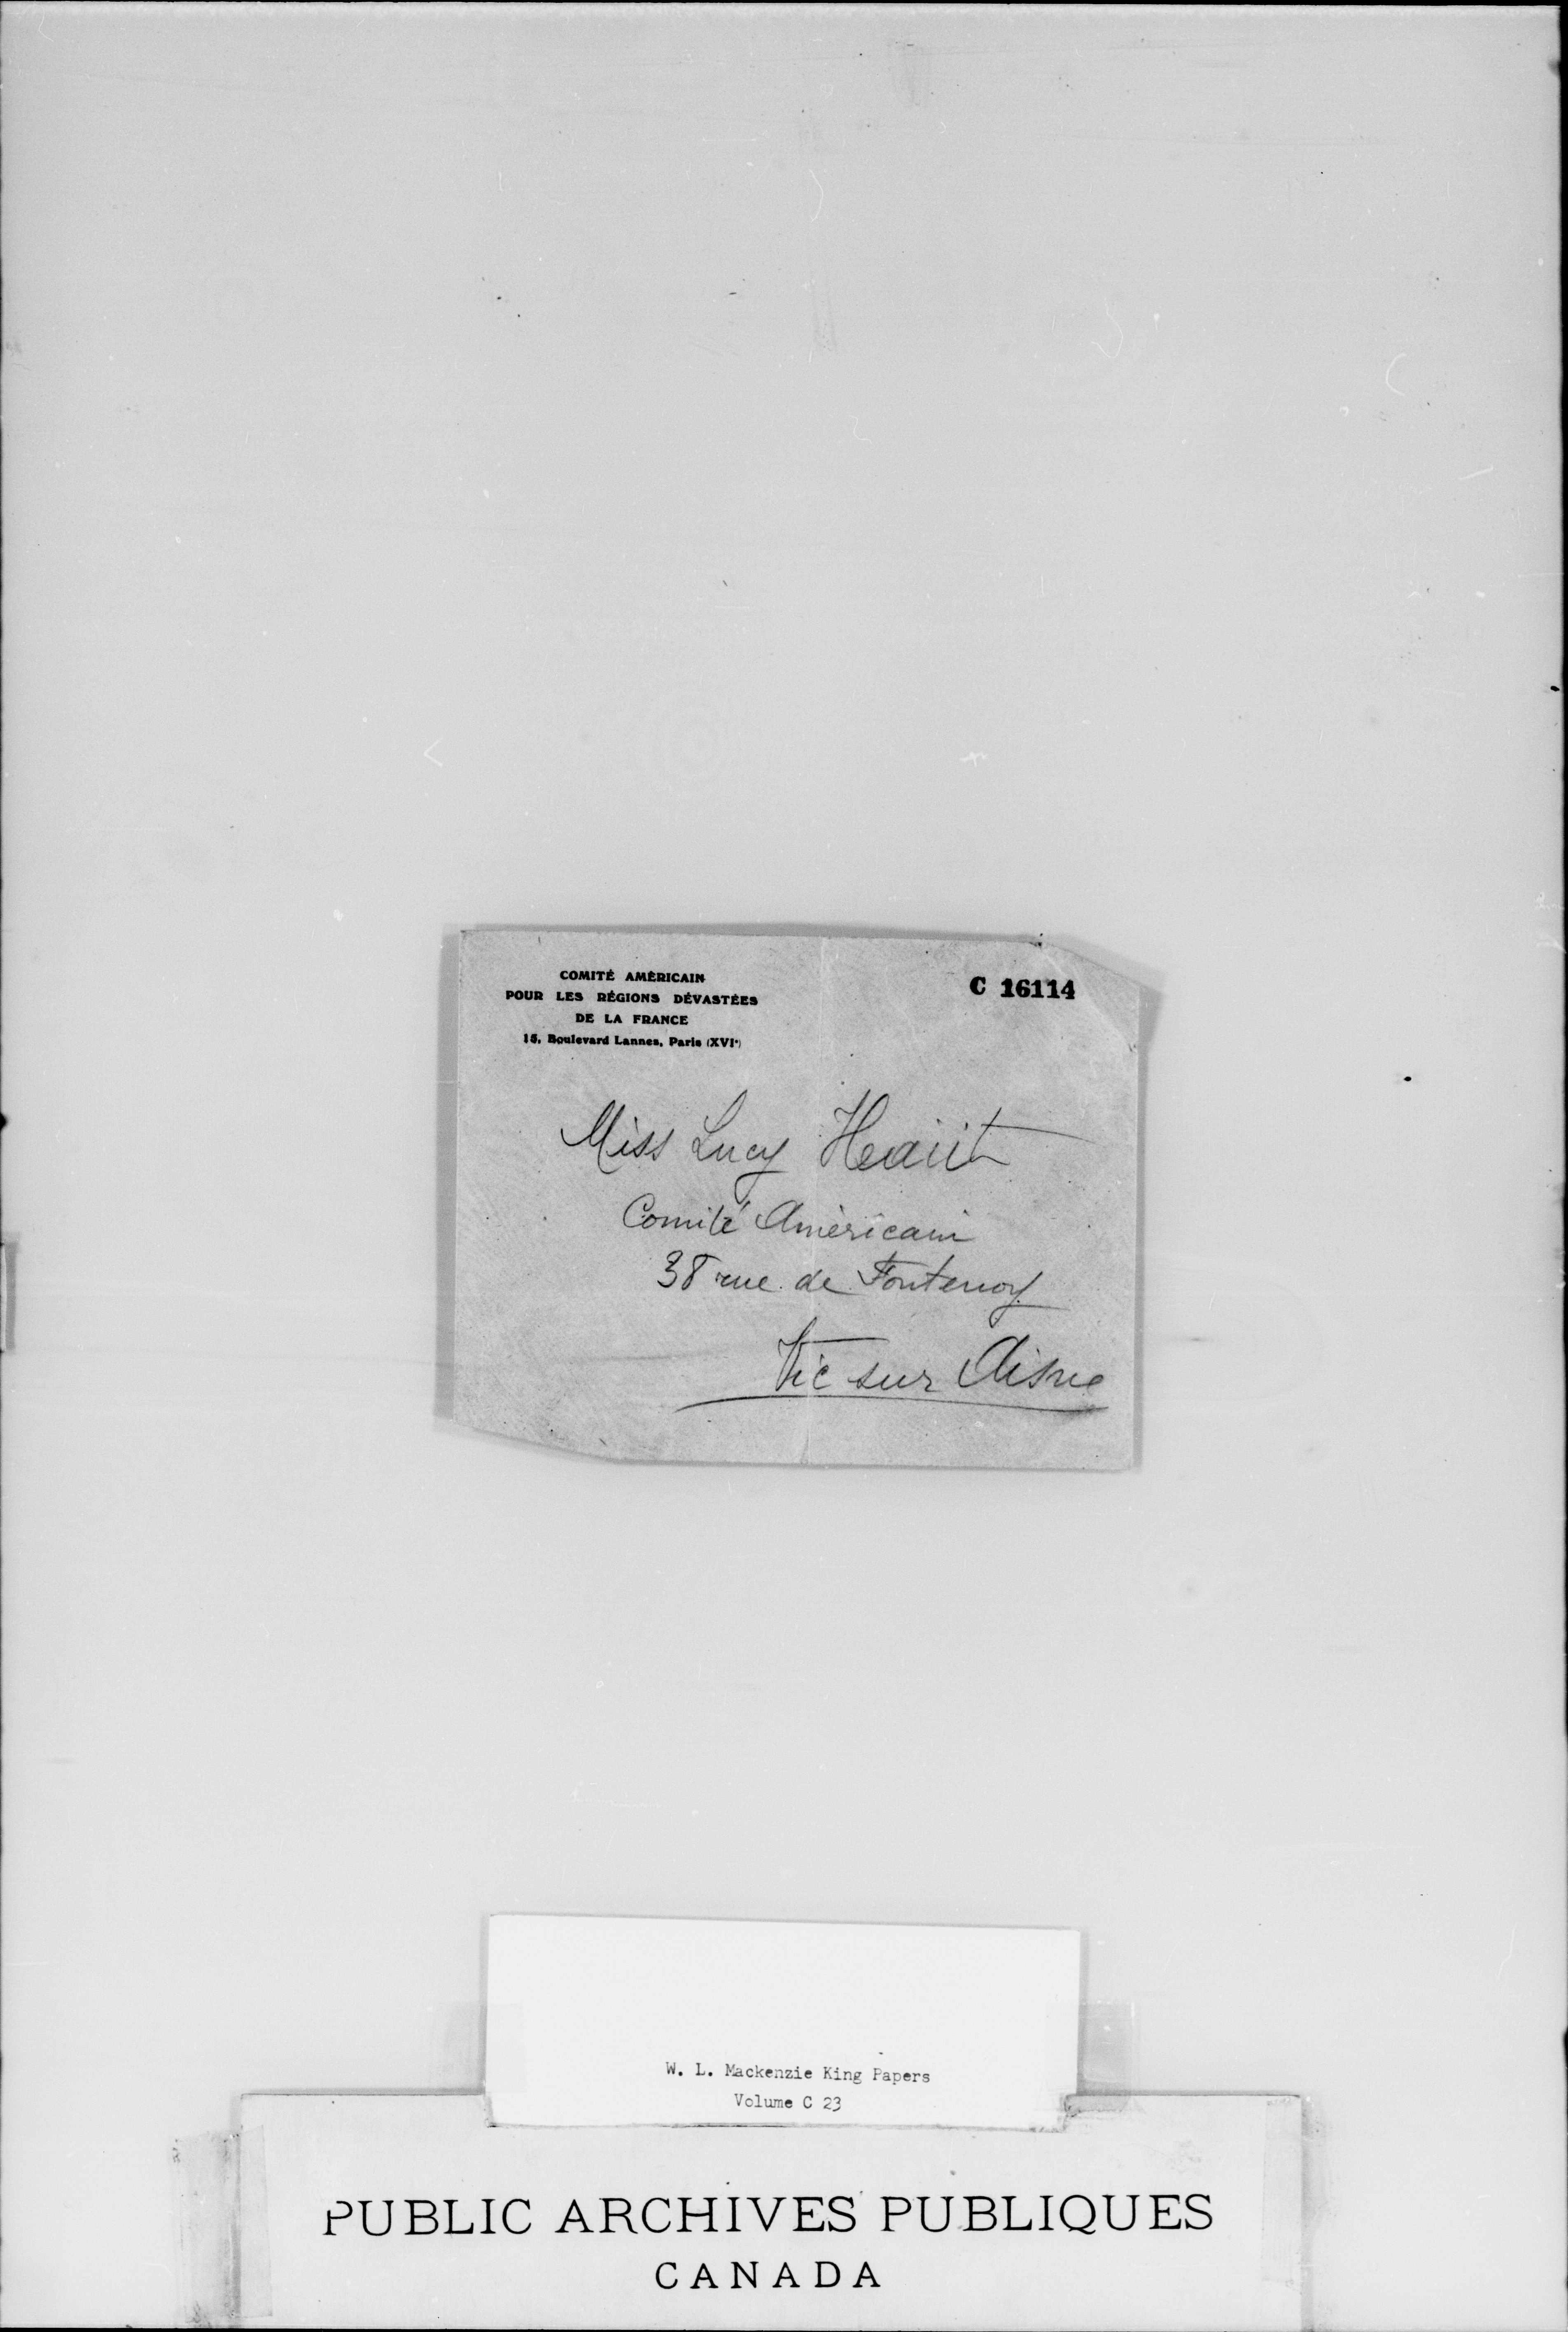 COMITÉ AMÉRICAIN
POUR LES RÉGIONS DÉVASTÉES
DE LA FRANCE
15, Boulevard Lannes, Paris (XVIe)
C 16114
Miss Lucy
Comité Américain
38 rue de Fontenoy
Vic sur Aisne
W. L. Mackenzie King Papers
Volume C 23
PUBLIC ARCHIVES PUBLIQUES
CANADA